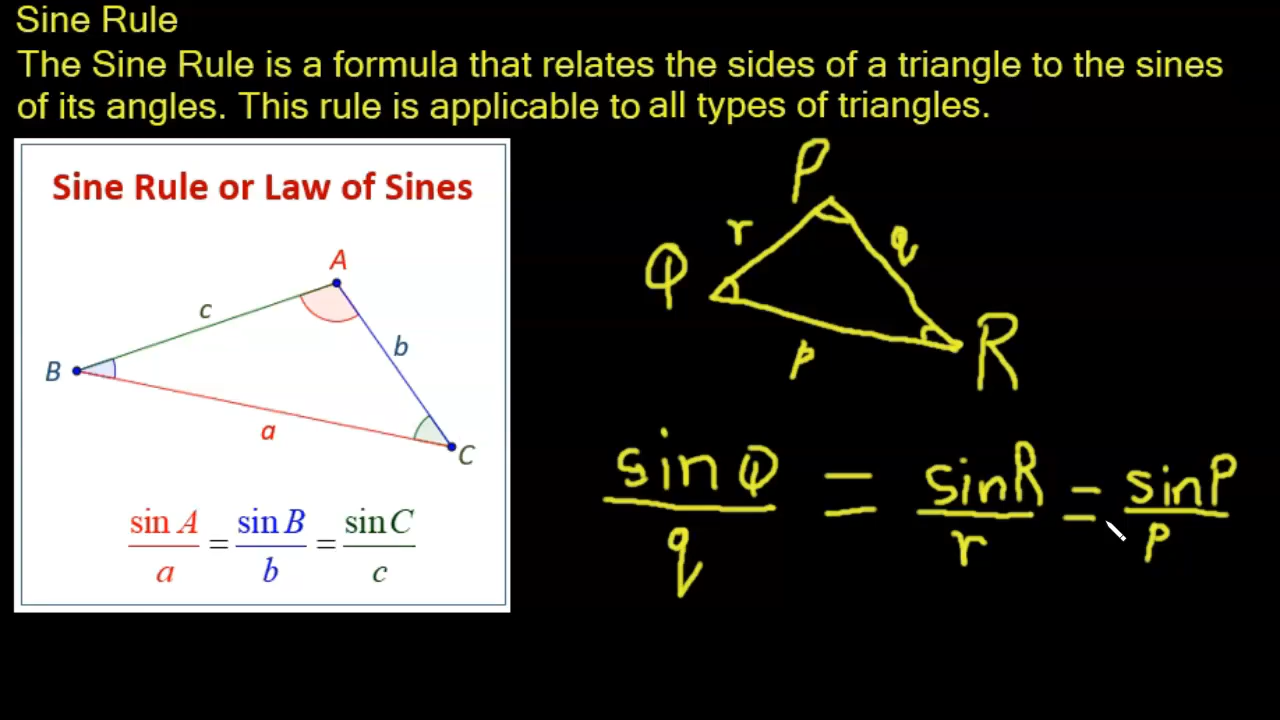 Sine Rule
The Sine Rule is a formula that relates the sides of a triangle to the sines
of its angles. This rule is applicable to all types of triangles.
Sine Rule or Law of Sines
A
c
b
B
a
C
sin A / a = sin B / b = sin C / c
P
r
q
Q
p
R
sin Q / q = sin R / r = sin P / p